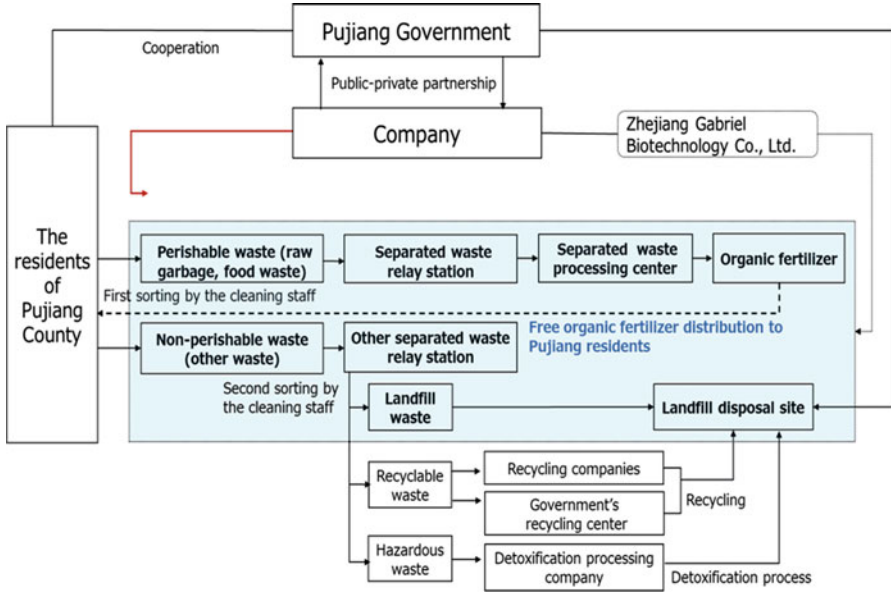 Pujiang Government
Cooperation
Public-private partnership
Company
Zhejiang Gabriel
Biotechnology Co., Ltd.
The
residents
of
Pujiang
County
Perishable waste (raw
garbage, food waste)
Separated waste
relay station
Separated waste
processing center
Organic fertilizer
First sorting by the cleaning staff
Free organic fertilizer distribution to
Pujiang residents
Non-perishable waste
(other waste)
Other separated waste
relay station
Second sorting by
the cleaning staff
Landfill
waste
Landfill disposal site
Recyclable
waste
Recycling companies
Government's
recycling center
Recycling
Hazardous
waste
Detoxification processing
company
Detoxification process